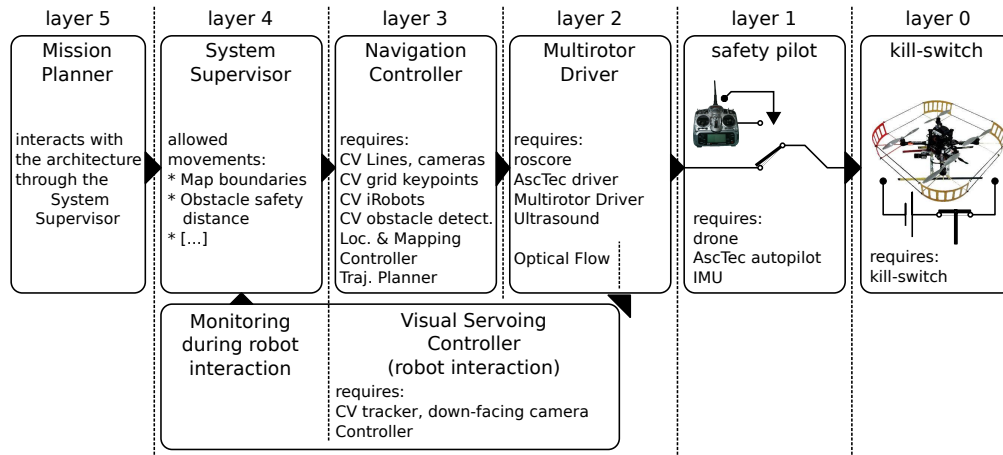 layer 5
layer 4
layer 3
layer 2
layer 1
layer 0
Mission
Planner
interacts with
the architecture
through the
System
Supervisor
System
Supervisor
allowed
movements:
* Map boundaries
* Obstacle safety
distance
* [...]
Navigation
Controller
requires:
CV Lines, cameras
CV grid keypoints
CV iRobots
CV obstacle detect.
Loc. & Mapping
Controller
Traj. Planner
Multirotor
Driver
requires:
roscore
AscTec driver
Multirotor Driver
Ultrasound
Optical Flow
safety pilot
requires:
drone
AscTec autopilot
IMU
kill-switch
requires:
kill-switch
Monitoring
during robot
interaction
Visual Servoing
Controller
(robot interaction)
requires:
CV tracker, down-facing camera
Controller